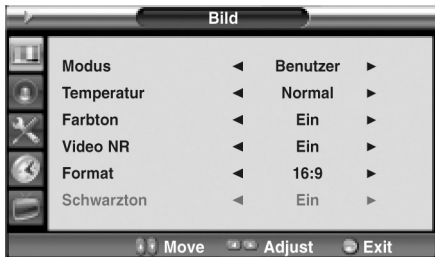 Bild
Modus ◄ Benutzer ►
Temperatur ◄ Normal ►
Farbton ◄ Ein ►
Video NR ◄ Ein ►
Format ◄ 16:9 ►
Schwarzton ◄ Ein ►
Move Adjust Exit